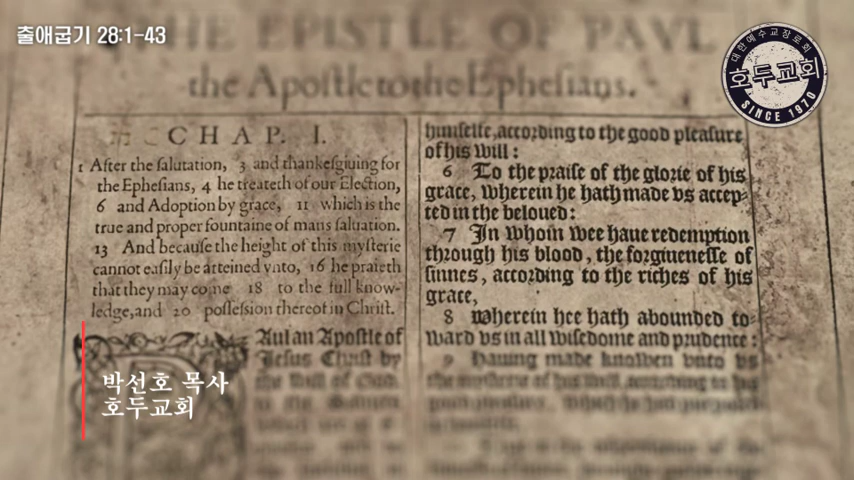 출애굽기 28:1-43
대한예수교장로회
호두교회
SINCE 1970
THE EPISTLE OF PAVL
the Apoſtle to the Epheſians.
CHAP. I.
1 After the ſalutation, 3 and thankeſgiuing for
the Epheſians, 4 he treateth of our Election,
6 and Adoption by grace, 11 which is the
true and proper fountaine of mans ſaluation.
13 And becauſe the height of this myſterie
cannot eaſily be atteined vnto, 16 he praieth
that they may come 18 to the full know-
ledge, and 20 poſſeſsion thereof in Chriſt.
Paul an Apoſtle of
Jeſus Chriſt by
the will of God,
himſelfe, according to the good pleaſure
of his will:
6 To the praiſe of the glorie of his
grace, wherein he hath made vs accep-
ted in the beloued:
7 In whom wee haue redemption
through his blood, the forgiueneſſe of
ſinnes, according to the riches of his
grace,
8 wherein hee hath abounded to-
ward vs in all wiſedome and prudence:
9 Hauing made knowen vnto vs
the myſterie of his will, according to his
박선호 목사
호두교회